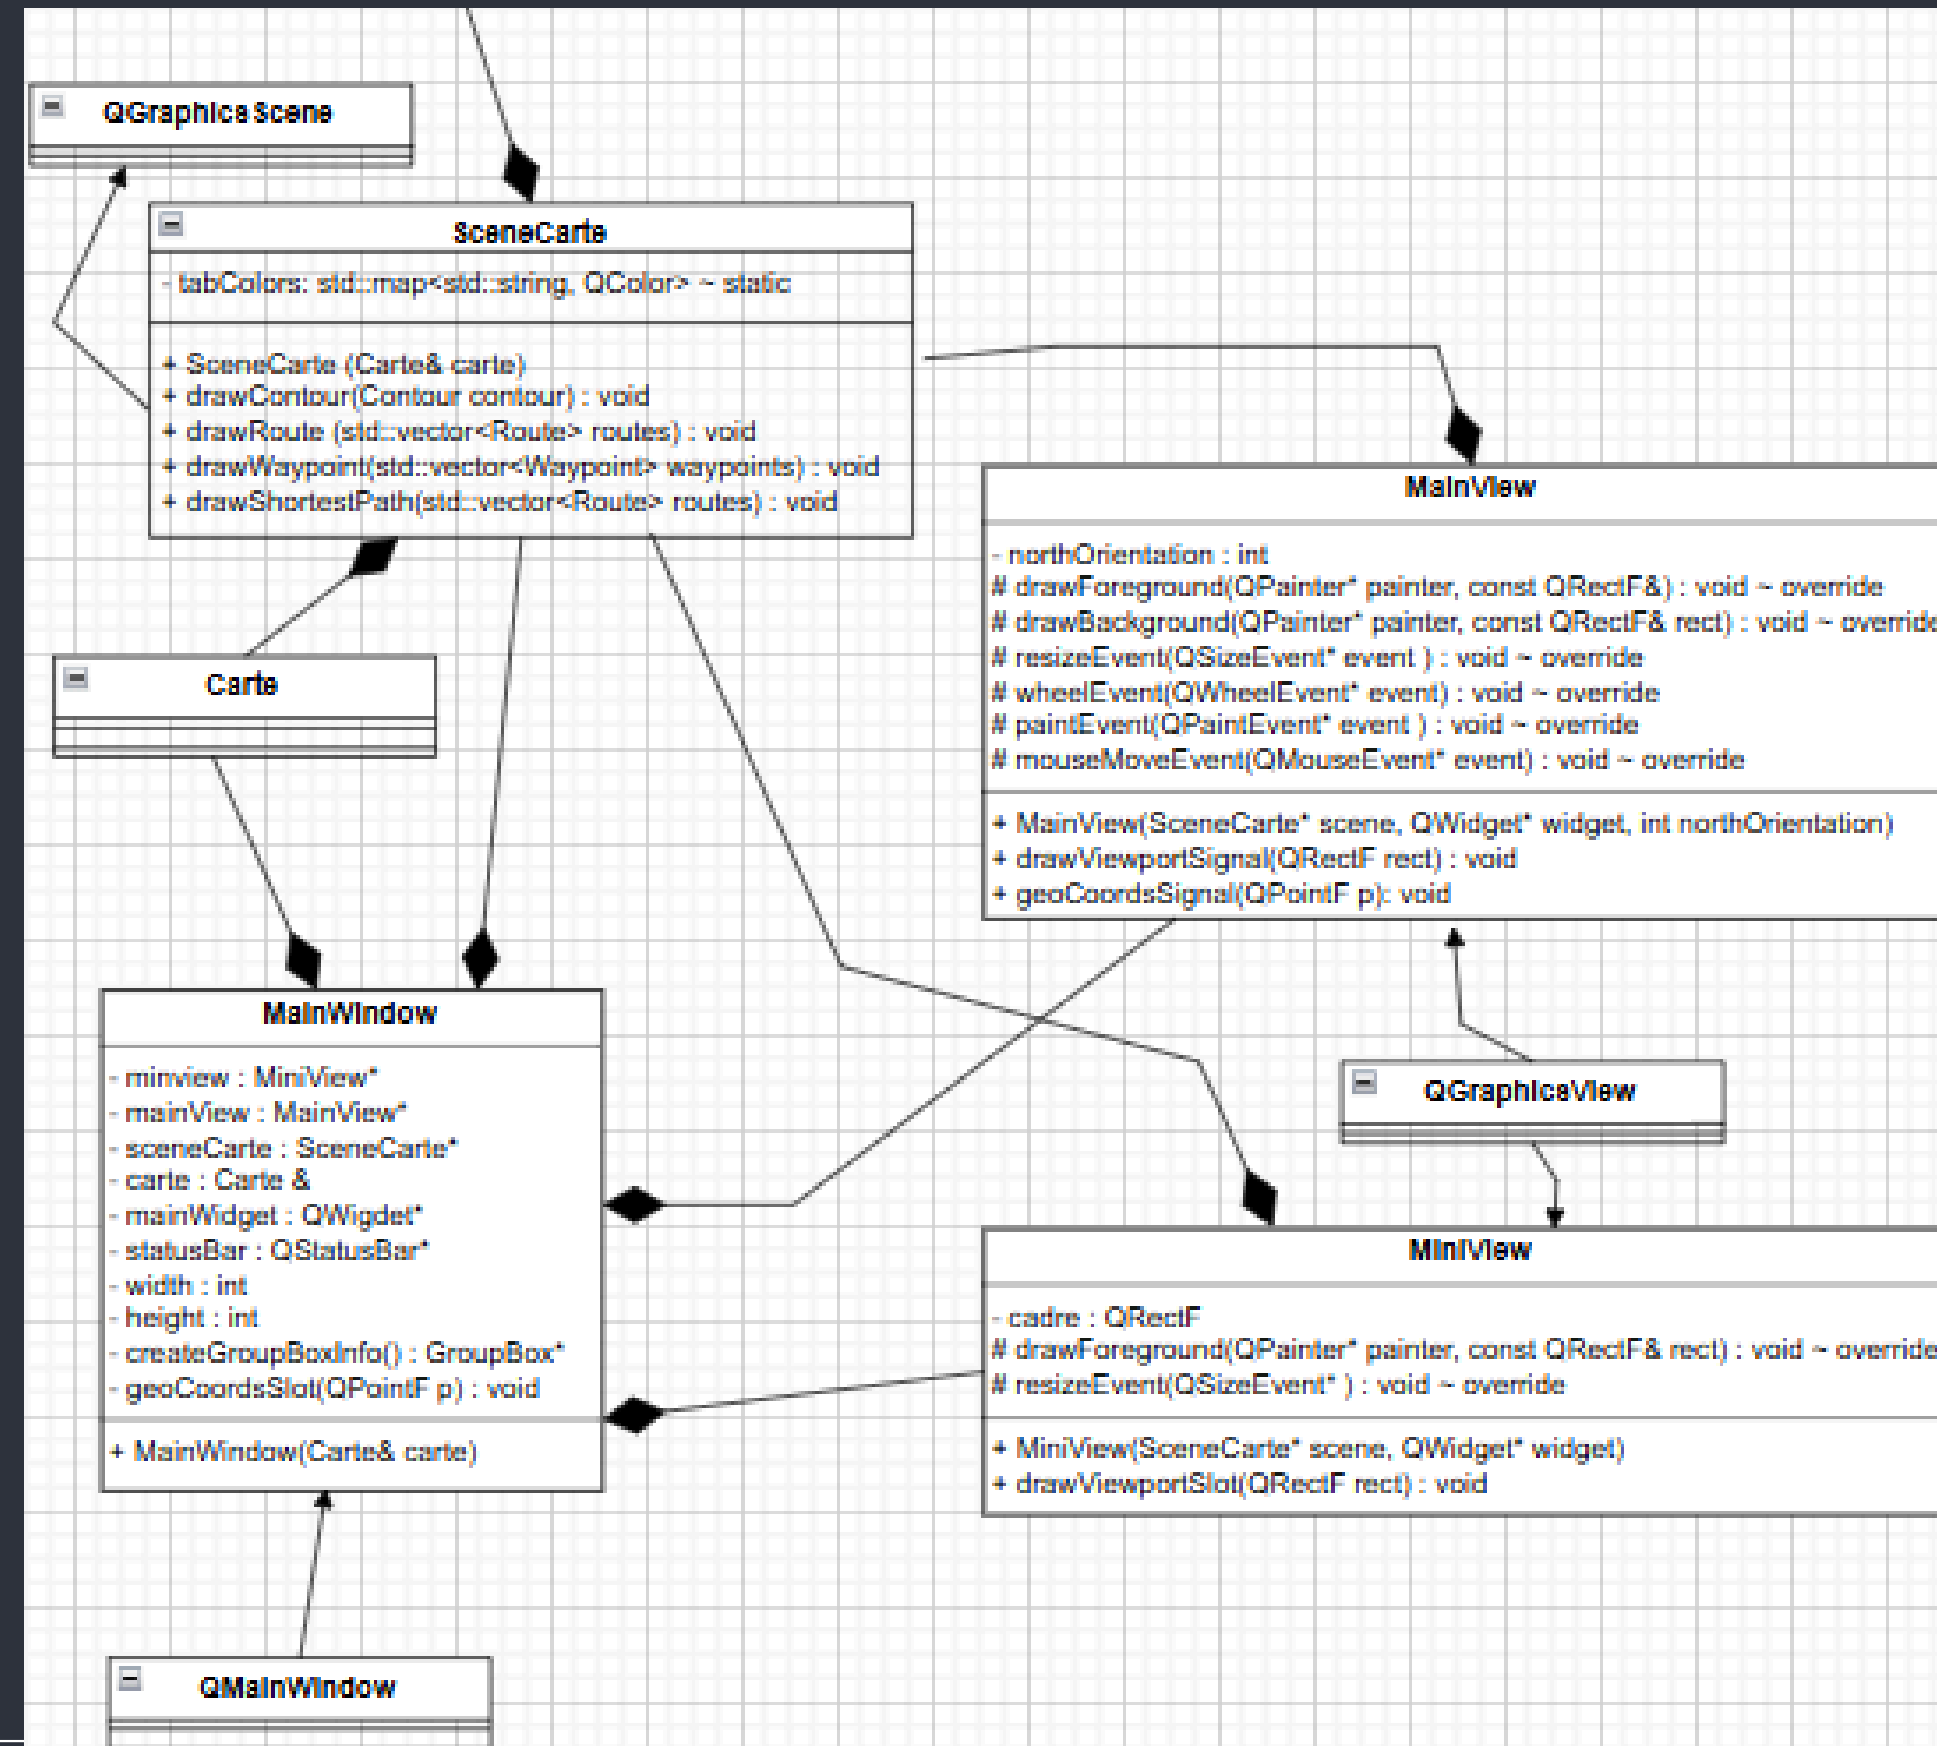 QGraphicsScene
SceneCarte
- tabColors: std::map<std::string, QColor> ~ static
+ SceneCarte (Carte& carte)
+ drawContour(Contour contour) : void
+ drawRoute (std::vector<Route> routes) : void
+ drawWaypoint(std::vector<Waypoint> waypoints) : void
+ drawShortestPath(std::vector<Route> routes) : void
MainView
- northOrientation : int
# drawForeground(QPainter* painter, const QRectF&) : void ~ override
# drawBackground(QPainter* painter, const QRectF& rect) : void ~ override
# resizeEvent(QSizeEvent* event ) : void ~ override
# wheelEvent(QWheelEvent* event) : void ~ override
# paintEvent(QPaintEvent* event ) : void ~ override
# mouseMoveEvent(QMouseEvent* event) : void ~ override
+ MainView(SceneCarte* scene, QWidget* widget, int northOrientation)
+ drawViewportSignal(QRectF rect) : void
+ geoCoordsSignal(QPointF p): void
Carte
MainWindow
- minview : MiniView*
- mainView : MainView*
- sceneCarte : SceneCarte*
- carte : Carte &
- mainWidget : QWigdet*
- statusBar : QStatusBar*
- width : int
- height : int
- createGroupBoxInfo() : GroupBox*
- geoCoordsSlot(QPointF p) : void
+ MainWindow(Carte& carte)
QGraphicsView
MiniView
- cadre : QRectF
# drawForeground(QPainter* painter, const QRectF& rect) : void ~ override
# resizeEvent(QSizeEvent* ) : void ~ override
+ MiniView(SceneCarte* scene, QWidget* widget)
+ drawViewportSlot(QRectF rect) : void
QMainWindow